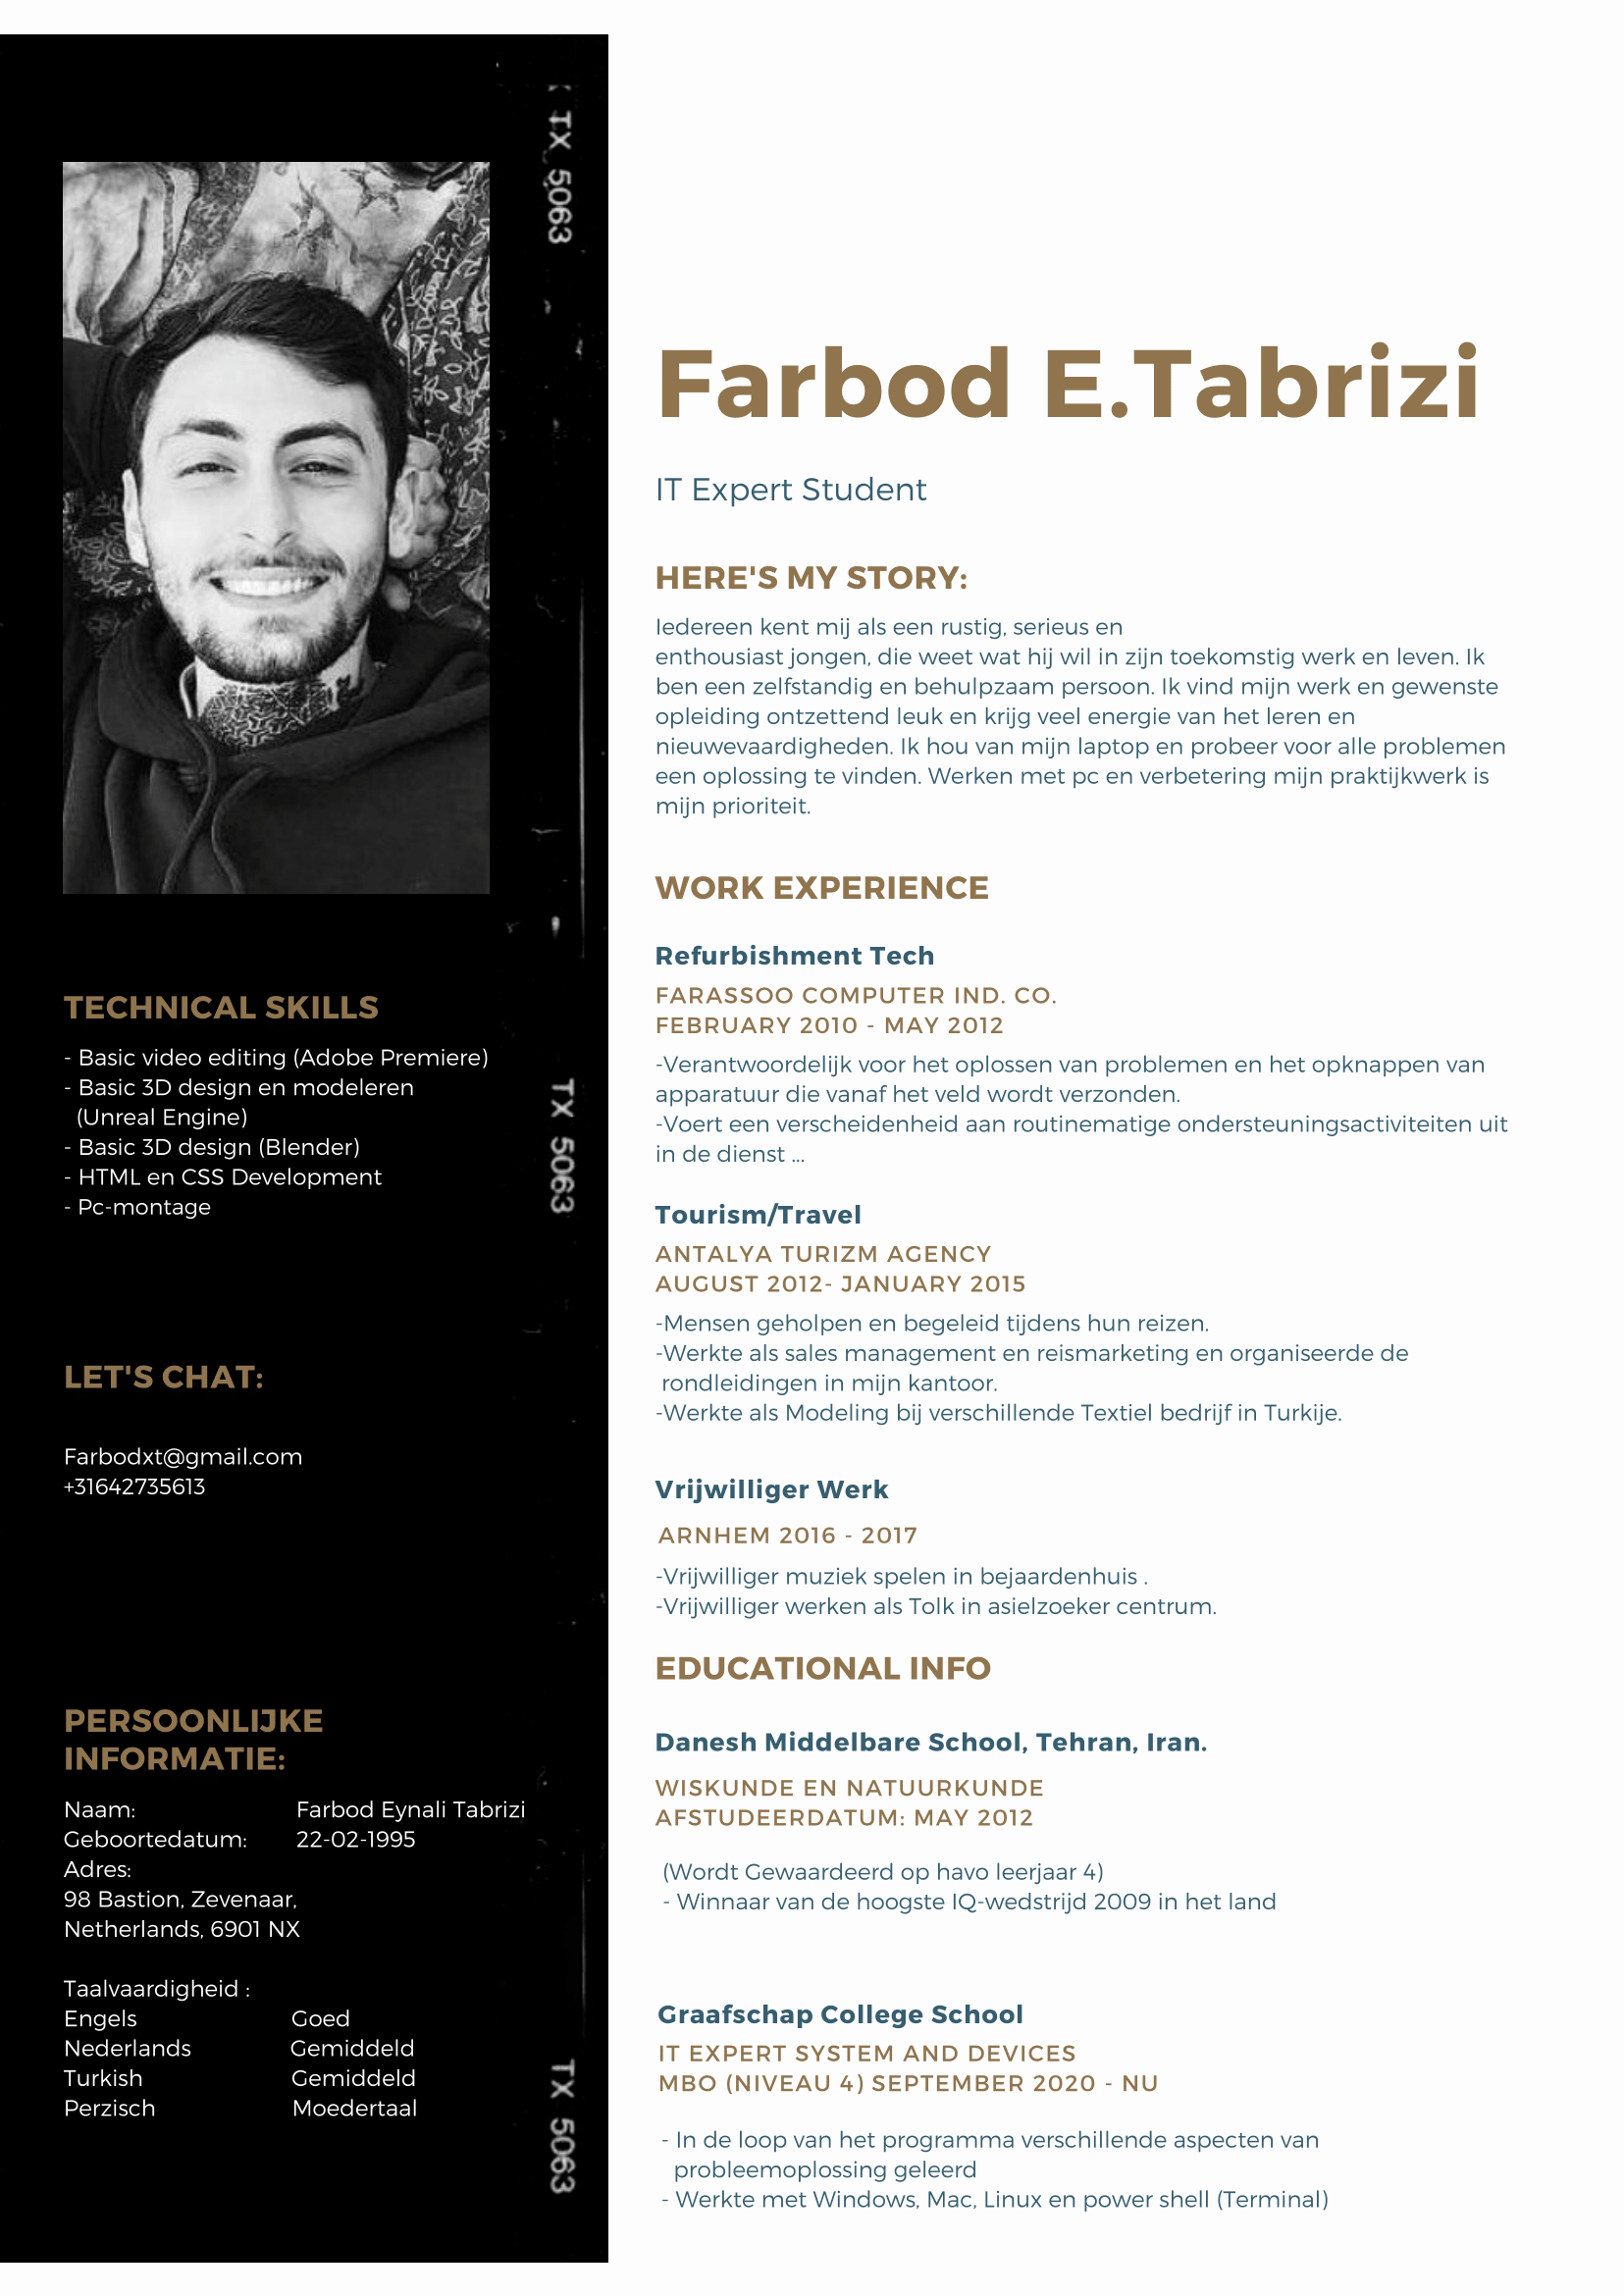 TX 5063
TECHNICAL SKILLS
- Basic video editing (Adobe Premiere)
- Basic 3D design en modeleren
(Unreal Engine)
- Basic 3D design (Blender)
- HTML en CSS Development
- Pc-montage
TX 5063
LET'S CHAT:
Farbodxt@gmail.com
+31642735613
PERSOONLIJKE
INFORMATIE:
Naam: Farbod Eynali Tabrizi
Geboortedatum: 22-02-1995
Adres:
98 Bastion, Zevenaar,
Netherlands, 6901 NX
Taalvaardigheid :
Engels Goed
Nederlands Gemiddeld
Turkish Gemiddeld
Perzisch Moedertaal
TX 5063
Farbod E.Tabrizi
IT Expert Student
HERE'S MY STORY:
Iedereen kent mij als een rustig, serieus en
enthousiast jongen, die weet wat hij wil in zijn toekomstig werk en leven. Ik
ben een zelfstandig en behulpzaam persoon. Ik vind mijn werk en gewenste
opleiding ontzettend leuk en krijg veel energie van het leren en
nieuwevaardigheden. Ik hou van mijn laptop en probeer voor alle problemen
een oplossing te vinden. Werken met pc en verbetering mijn praktijkwerk is
mijn prioriteit.
WORK EXPERIENCE
Refurbishment Tech
FARASSOO COMPUTER IND. CO.
FEBRUARY 2010 - MAY 2012
-Verantwoordelijk voor het oplossen van problemen en het opknappen van
apparatuur die vanaf het veld wordt verzonden.
-Voert een verscheidenheid aan routinematige ondersteuningsactiviteiten uit
in de dienst ...
Tourism/Travel
ANTALYA TURIZM AGENCY
AUGUST 2012- JANUARY 2015
-Mensen geholpen en begeleid tijdens hun reizen.
-Werkte als sales management en reismarketing en organiseerde de
rondleidingen in mijn kantoor.
-Werkte als Modeling bij verschillende Textiel bedrijf in Turkije.
Vrijwilliger Werk
ARNHEM 2016 - 2017
-Vrijwilliger muziek spelen in bejaardenhuis .
-Vrijwilliger werken als Tolk in asielzoeker centrum.
EDUCATIONAL INFO
Danesh Middelbare School, Tehran, Iran.
WISKUNDE EN NATUURKUNDE
AFSTUDEERDATUM: MAY 2012
(Wordt Gewaardeerd op havo leerjaar 4)
- Winnaar van de hoogste IQ-wedstrijd 2009 in het land
Graafschap College School
IT EXPERT SYSTEM AND DEVICES
MBO (NIVEAU 4) SEPTEMBER 2020 - NU
- In de loop van het programma verschillende aspecten van
probleemoplossing geleerd
- Werkte met Windows, Mac, Linux en power shell (Terminal)